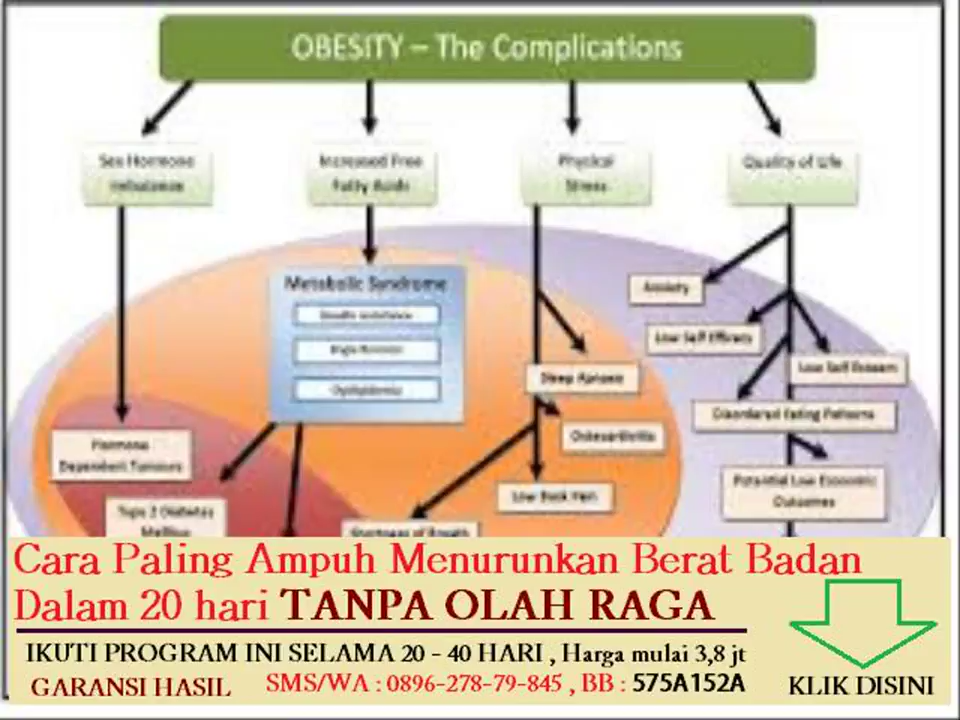 OBESITY – The Complications
Sex Hormone
Imbalance
Increased Free
Fatty Acids
Physical
Stress
Quality of Life
Metabolic Syndrome
Dyslipidemia
Anxiety
Low Self Efficacy
Low Self Esteem
Sleep Apnoea
Disordered Eating Patterns
Osteoarthritis
Hormone
Dependent Tumours
Low Back Pain
Potential Low Economic
Outcomes
Type 2 Diabetes
Mellitus
Shortness of Breath
Cara Paling Ampuh Menurunkan Berat Badan
Dalam 20 hari TANPA OLAH RAGA
IKUTI PROGRAM INI SELAMA 20 - 40 HARI , Harga mulai 3,8 jt
GARANSI HASIL SMS/WA : 0896-278-79-845 , BB : 575A152A
KLIK DISINI